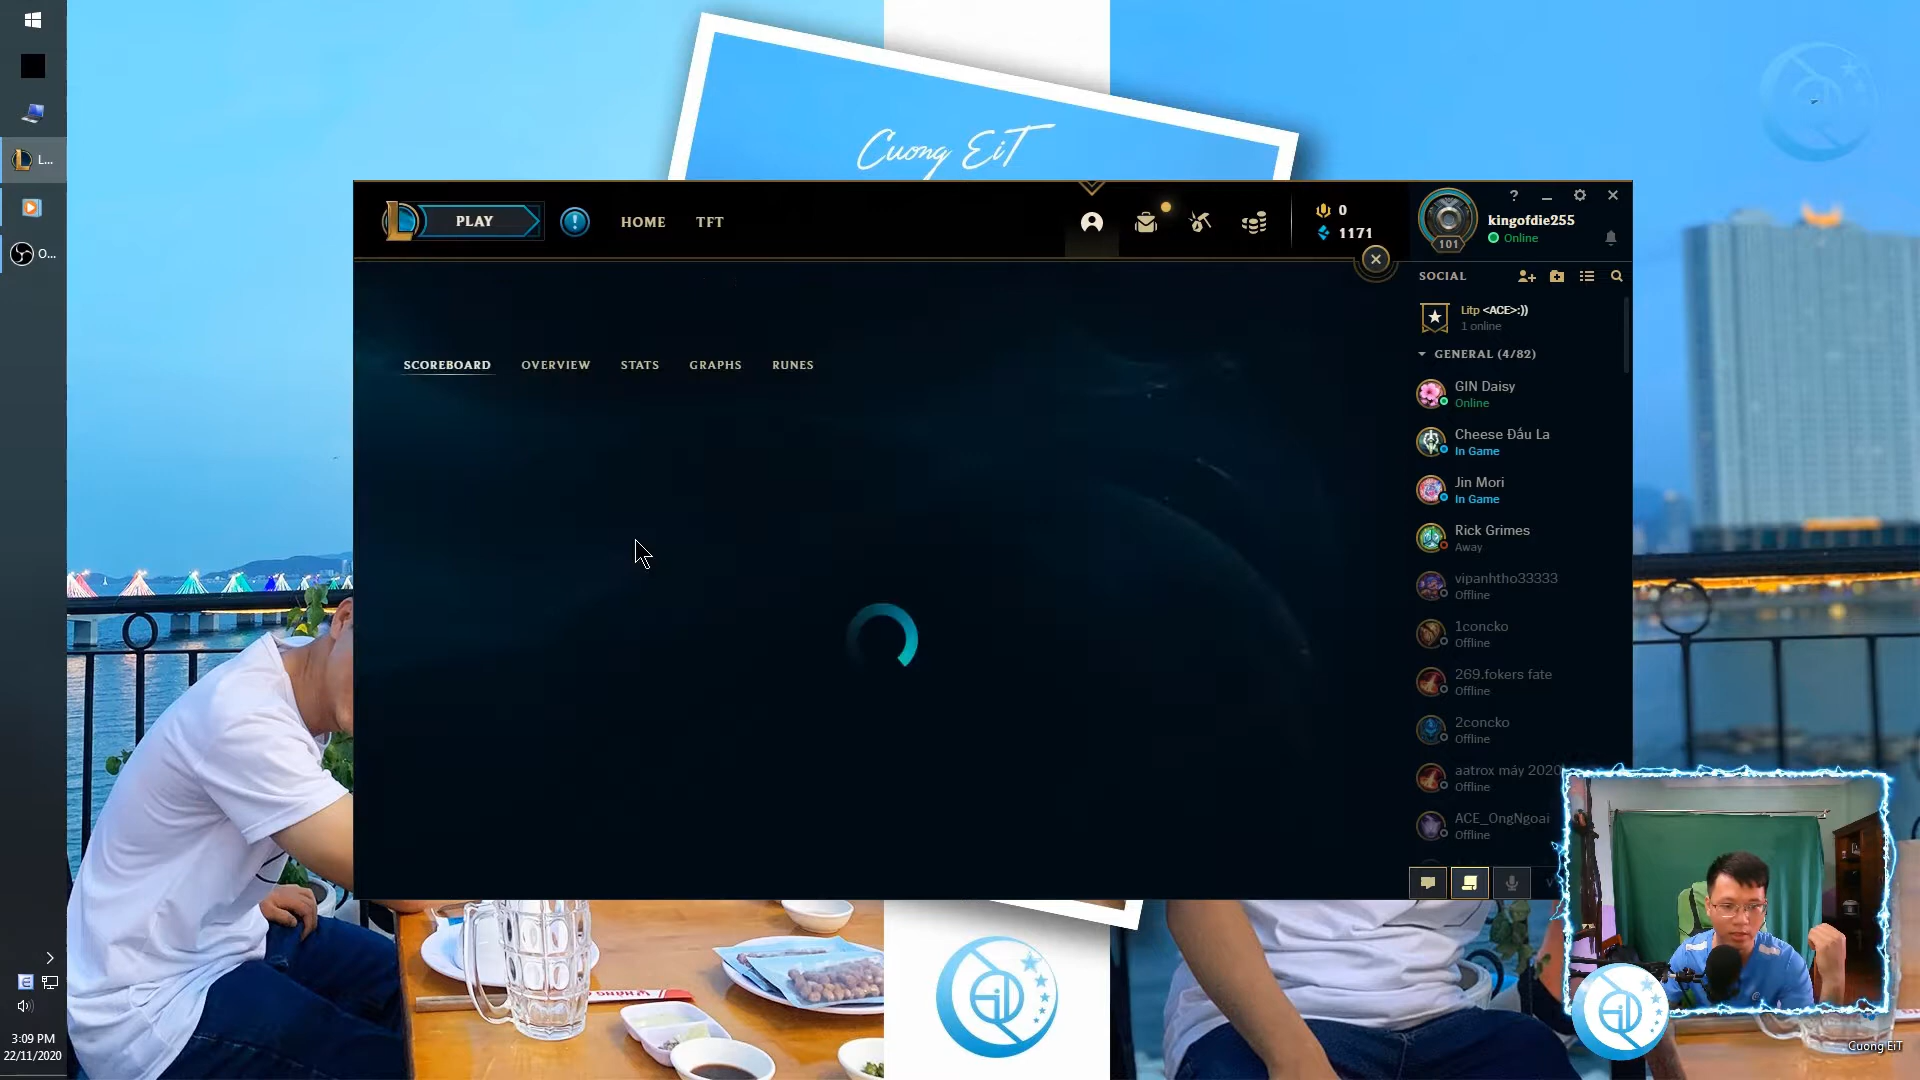 Cuong EiT
PLAY
HOME
TFT
0
1171
101
kingofdie255
Online
SOCIAL
Litp <ACE>:))
1 online
GENERAL (4/82)
GIN Daisy
Online
Cheese Đấu La
In Game
Jin Mori
In Game
Rick Grimes
Away
vipanhtho33333
Offline
1concko
Offline
269.fokers fate
Offline
2concko
Offline
aatrox máy 2020
Offline
ACE_OngNgoai
Offline
SCOREBOARD
OVERVIEW
STATS
GRAPHS
RUNES
L...
O...
3:09 PM
22/11/2020
EiT
EiT
Cuong EiT